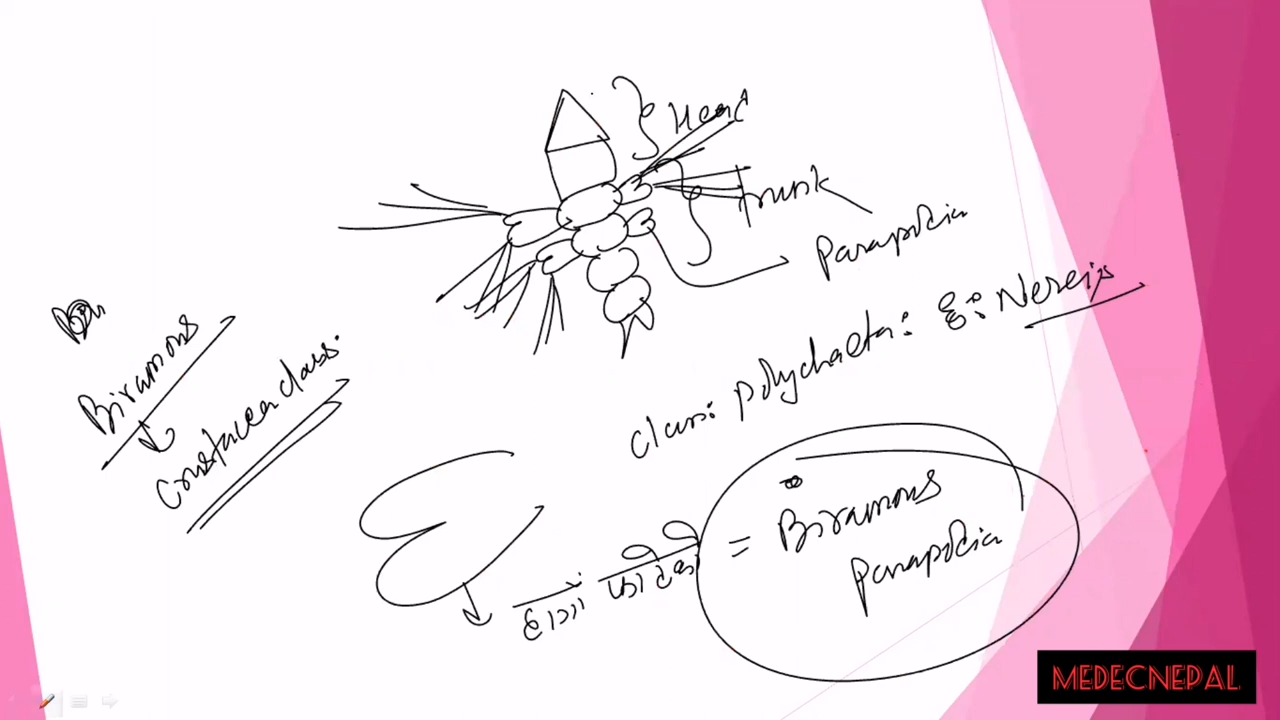 Head
Trunk
Parapodia
Biramous
Crustacea class.
class: polychaeta: Eg: Nereis
= Biramous
Parapodia
MEDECNEPAL